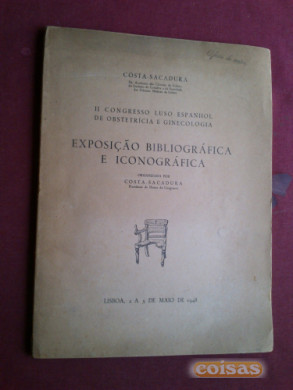 COSTA-SACADURA
II CONGRESSO LUSO ESPANHOL
DE OBSTETRÍCIA E GINECOLOGIA
EXPOSIÇÃO BIBLIOGRÁFICA
E ICONOGRÁFICA
ORGANIZADA POR
COSTA-SACADURA
LISBOA, 2 A 5 DE MAIO DE 1948
coisas